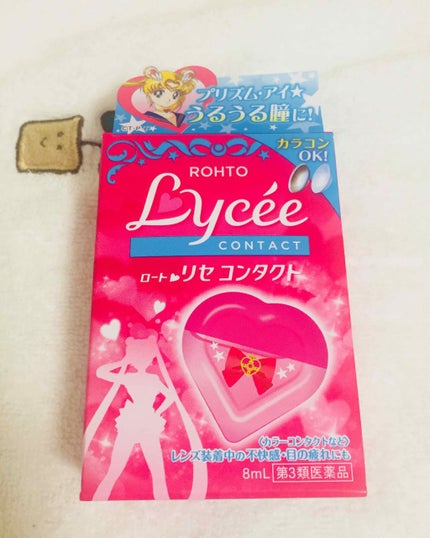 プリズム・アイ★
うるうる瞳に!
カラコン
OK!
ROHTO
Lycée
CONTACT
ロート リセ コンタクト
〈カラーコンタクトなど〉
レンズ装着中の不快感・目の疲れにも
8mL 第3類医薬品